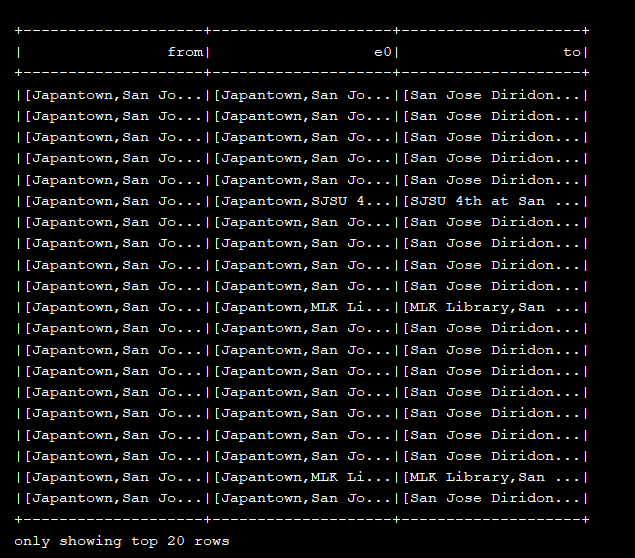 +--------------------+--------------------+--------------------+
|                from|                  e0|                  to|
+--------------------+--------------------+--------------------+
|[Japantown,San Jo...|[Japantown,San Jo...|[San Jose Diridon...|
|[Japantown,San Jo...|[Japantown,San Jo...|[San Jose Diridon...|
|[Japantown,San Jo...|[Japantown,San Jo...|[San Jose Diridon...|
|[Japantown,San Jo...|[Japantown,San Jo...|[San Jose Diridon...|
|[Japantown,San Jo...|[Japantown,San Jo...|[San Jose Diridon...|
|[Japantown,San Jo...|[Japantown,SJSU 4...|[SJSU 4th at San ...|
|[Japantown,San Jo...|[Japantown,San Jo...|[San Jose Diridon...|
|[Japantown,San Jo...|[Japantown,San Jo...|[San Jose Diridon...|
|[Japantown,San Jo...|[Japantown,San Jo...|[San Jose Diridon...|
|[Japantown,San Jo...|[Japantown,San Jo...|[San Jose Diridon...|
|[Japantown,San Jo...|[Japantown,MLK Li...|[MLK Library,San ...|
|[Japantown,San Jo...|[Japantown,San Jo...|[San Jose Diridon...|
|[Japantown,San Jo...|[Japantown,San Jo...|[San Jose Diridon...|
|[Japantown,San Jo...|[Japantown,San Jo...|[San Jose Diridon...|
|[Japantown,San Jo...|[Japantown,San Jo...|[San Jose Diridon...|
|[Japantown,San Jo...|[Japantown,San Jo...|[San Jose Diridon...|
|[Japantown,San Jo...|[Japantown,San Jo...|[San Jose Diridon...|
|[Japantown,San Jo...|[Japantown,San Jo...|[San Jose Diridon...|
|[Japantown,San Jo...|[Japantown,MLK Li...|[MLK Library,San ...|
|[Japantown,San Jo...|[Japantown,San Jo...|[San Jose Diridon...|
+--------------------+--------------------+--------------------+
only showing top 20 rows